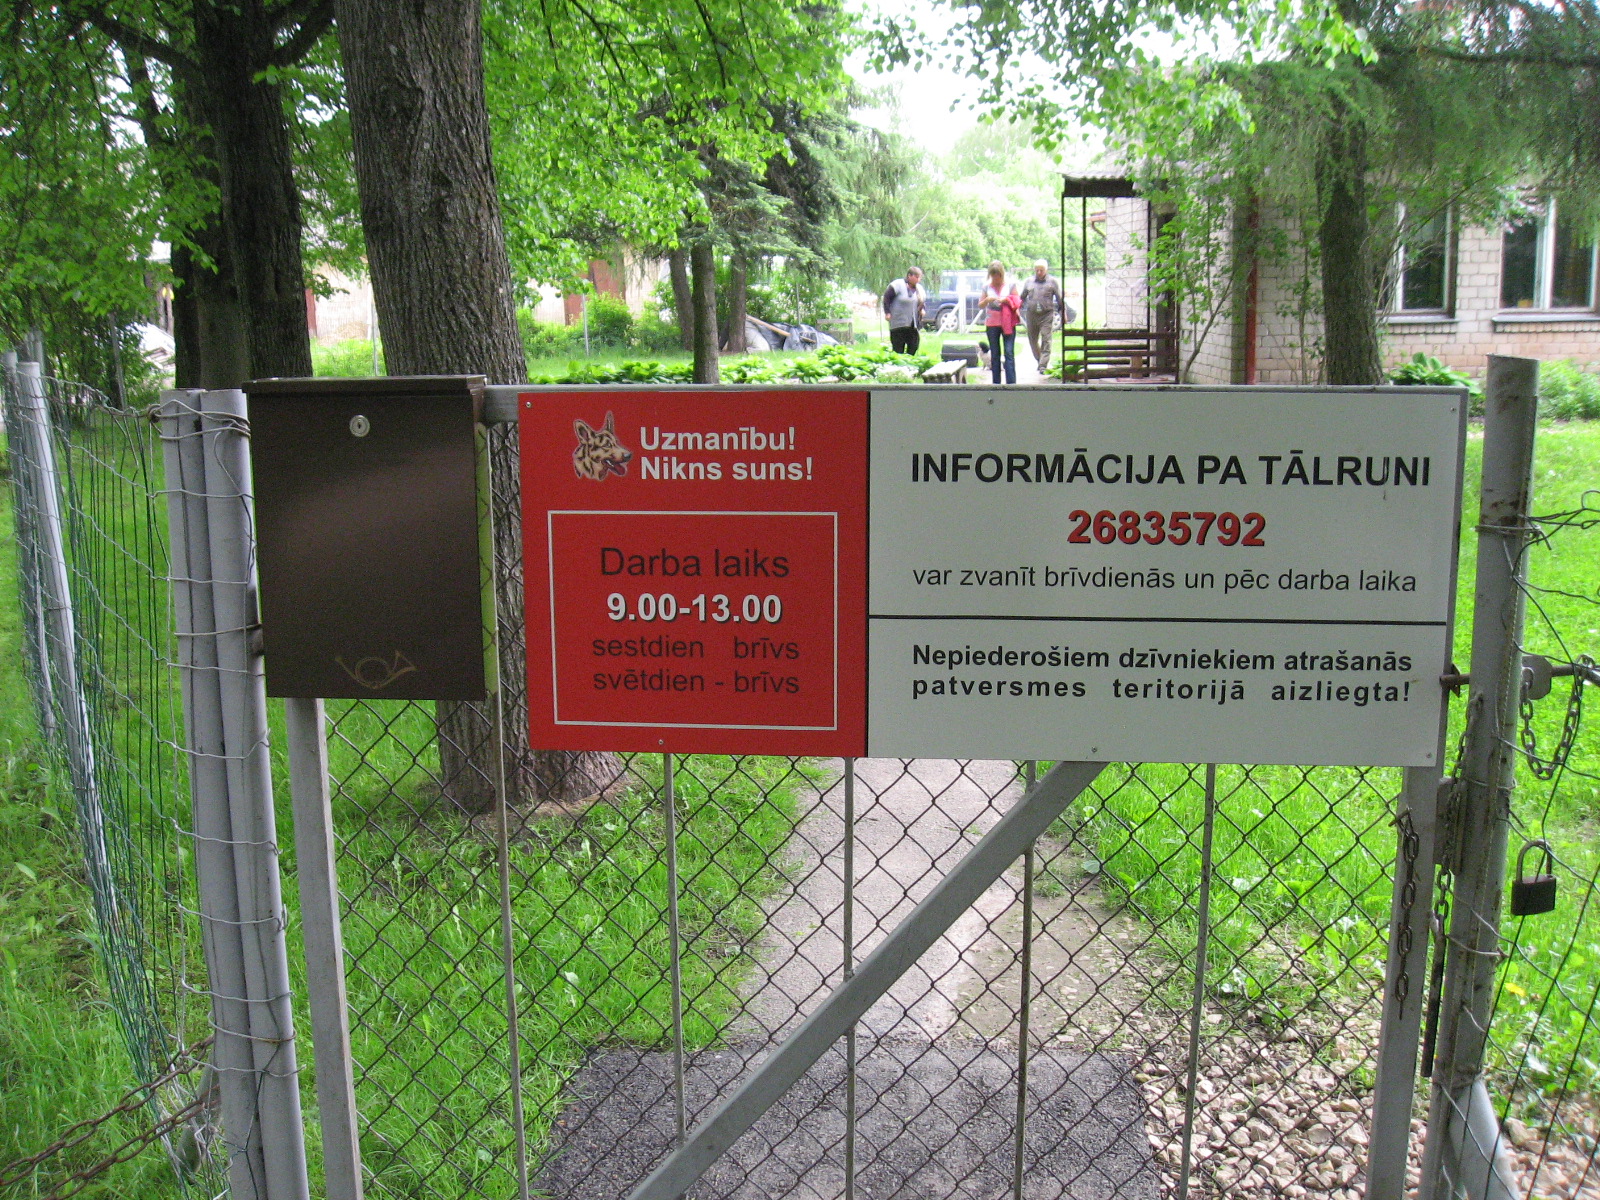 Uzmanību!
Nikns suns!
Darba laiks
9.00-13.00
sestdien brīvs
svētdien - brīvs
INFORMĀCIJA PA TĀLRUNI
26835792
var zvanīt brīvdienās un pēc darba laika
Nepiederošiem dzīvniekiem atrašanās
patversmes teritorijā aizliegta!